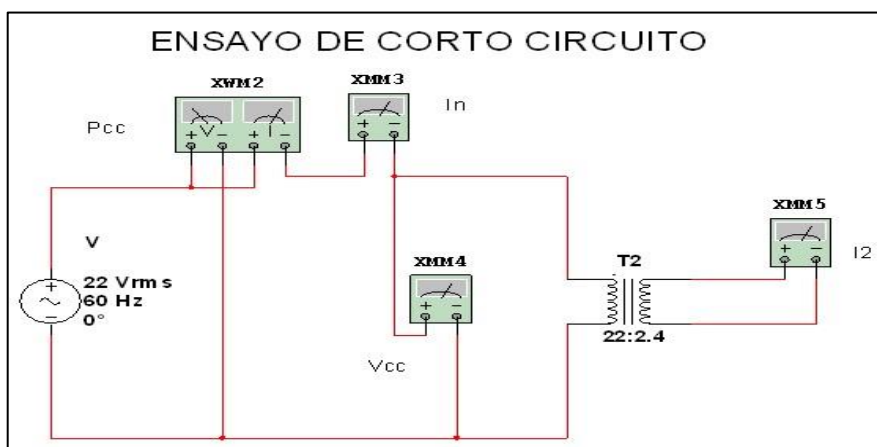 ENSAYO DE CORTO CIRCUITO
XWM2
XMM3
In
Pcc
V I
+ - + -
+ -
XMM5
V
XMM4
T2
+ -
I2
+
22 Vrms
60 Hz
0°
-
+ -
22:2.4
Vcc